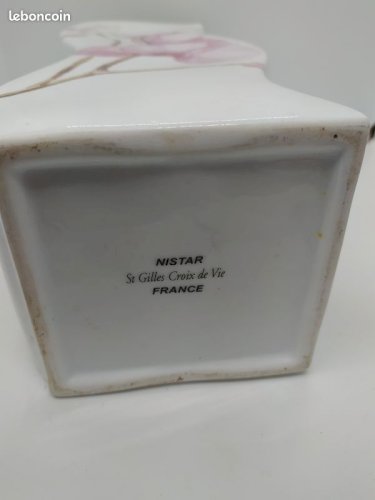 leboncoin
NISTAR
St Gilles Croix de Vie
FRANCE